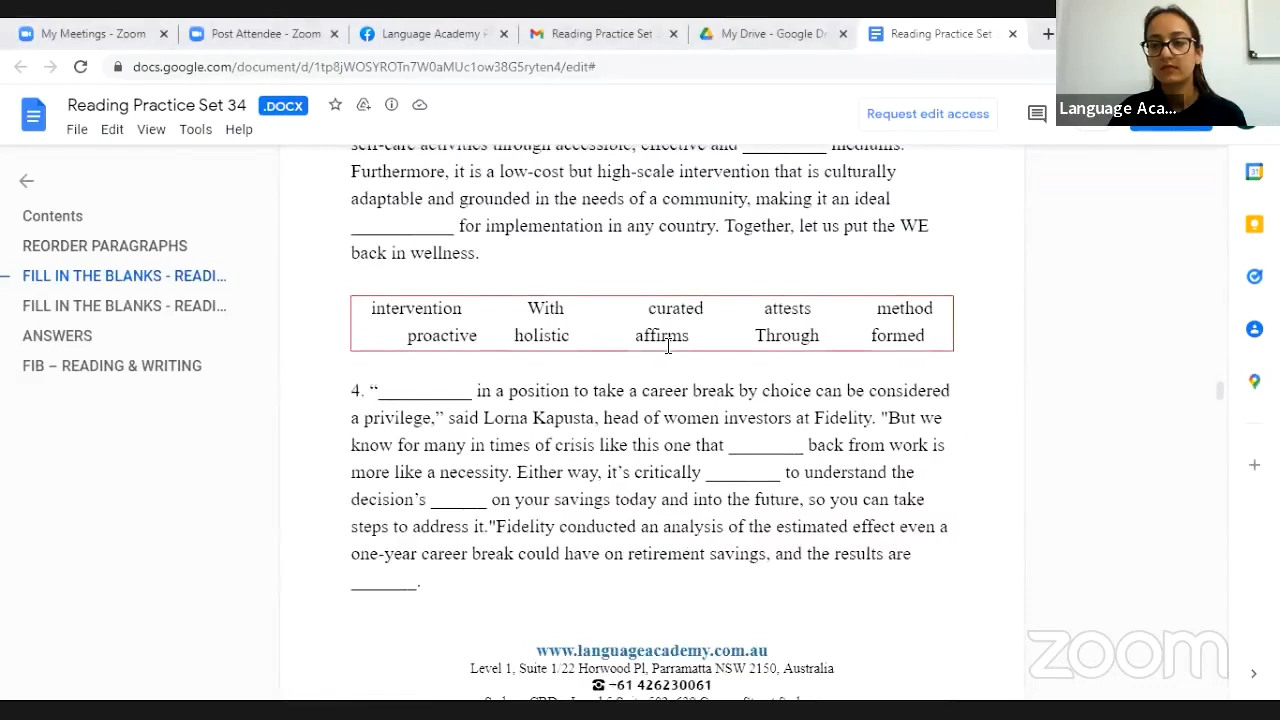 My Meetings - Zoom
Post Attendee - Zoom
Language Academy
Reading Practice Set
My Drive - Google Dr
Reading Practice Set
docs.google.com/document/d/1tp8jWOSYROTn7W0aMUc1ow38G5ryten4/edit#
Language Aca...
Reading Practice Set 34
.DOCX
Request edit access
File Edit View Tools Help
Contents
REORDER PARAGRAPHS
FILL IN THE BLANKS - READI...
FILL IN THE BLANKS - READI...
ANSWERS
FIB – READING & WRITING
self-care activities through accessible, effective and _________ mediums.
Furthermore, it is a low-cost but high-scale intervention that is culturally
adaptable and grounded in the needs of a community, making it an ideal
___________ for implementation in any country. Together, let us put the WE
back in wellness.
intervention With curated attests method
proactive holistic affirms Through formed
4. “__________ in a position to take a career break by choice can be considered
a privilege,” said Lorna Kapusta, head of women investors at Fidelity. "But we
know for many in times of crisis like this one that ________ back from work is
more like a necessity. Either way, it’s critically ________ to understand the
decision’s ______ on your savings today and into the future, so you can take
steps to address it."Fidelity conducted an analysis of the estimated effect even a
one-year career break could have on retirement savings, and the results are
_______.
www.languageacademy.com.au
Level 1, Suite 1/22 Horwood Pl, Parramatta NSW 2150, Australia
☎ +61 426230061
zoom
31